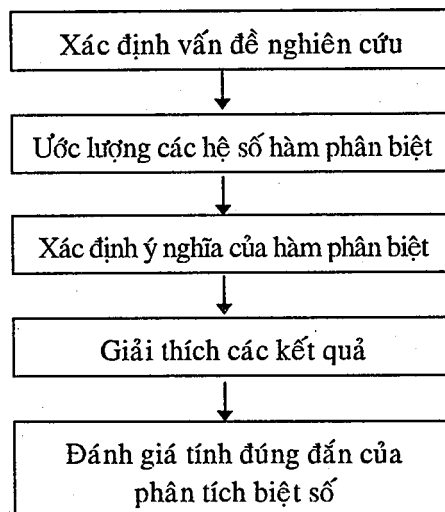 Xác định vấn đề nghiên cứu
Ước lượng các hệ số hàm phân biệt
Xác định ý nghĩa của hàm phân biệt
Giải thích các kết quả
Đánh giá tính đúng đắn của
phân tích biệt số